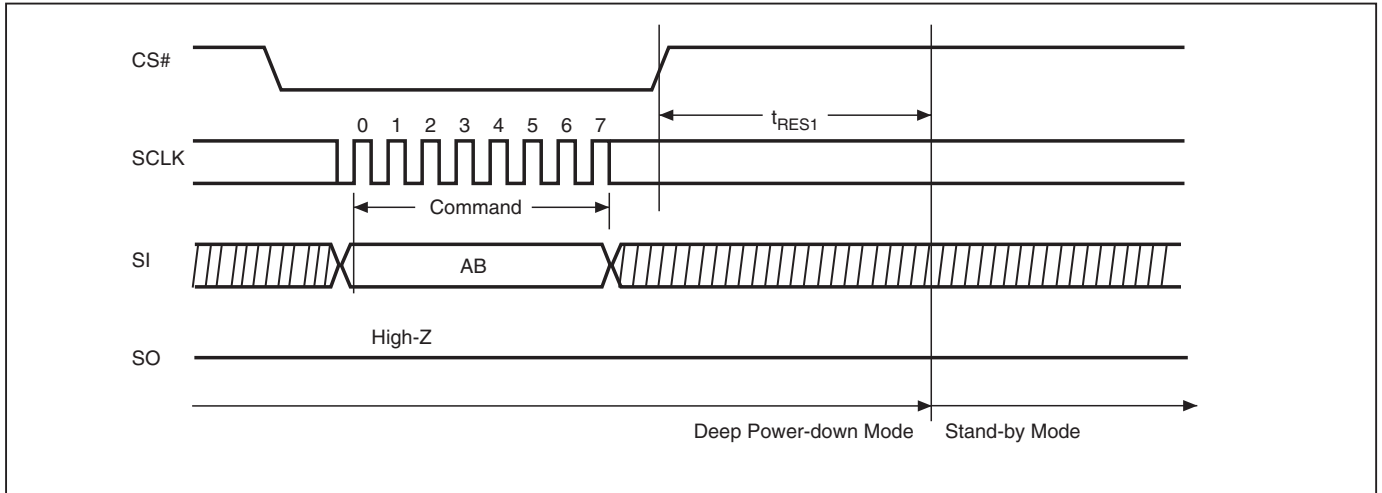 CS#
tRES1
0 1 2 3 4 5 6 7
SCLK
Command
SI
AB
High-Z
SO
Deep Power-down Mode
Stand-by Mode